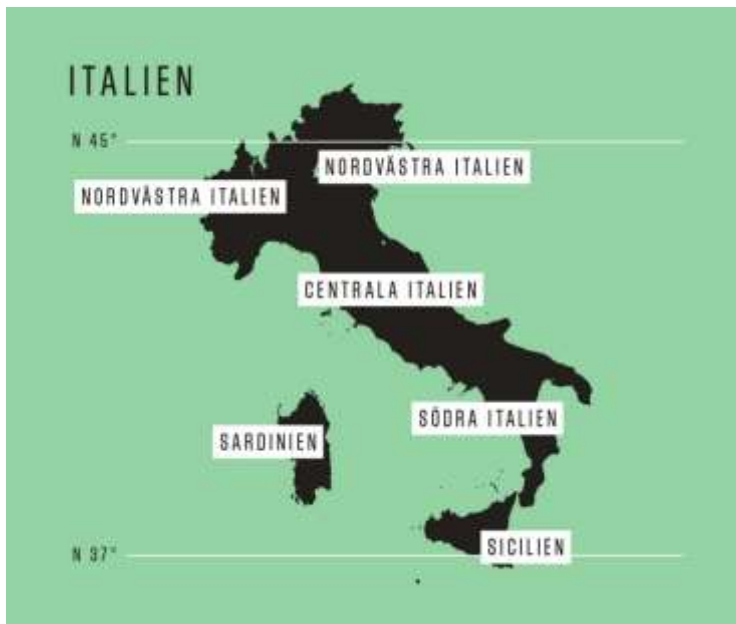 ITALIEN
N 45°
NORDVÄSTRA ITALIEN
NORDVÄSTRA ITALIEN
CENTRALA ITALIEN
SÖDRA ITALIEN
SARDINIEN
SICILIEN
N 37°